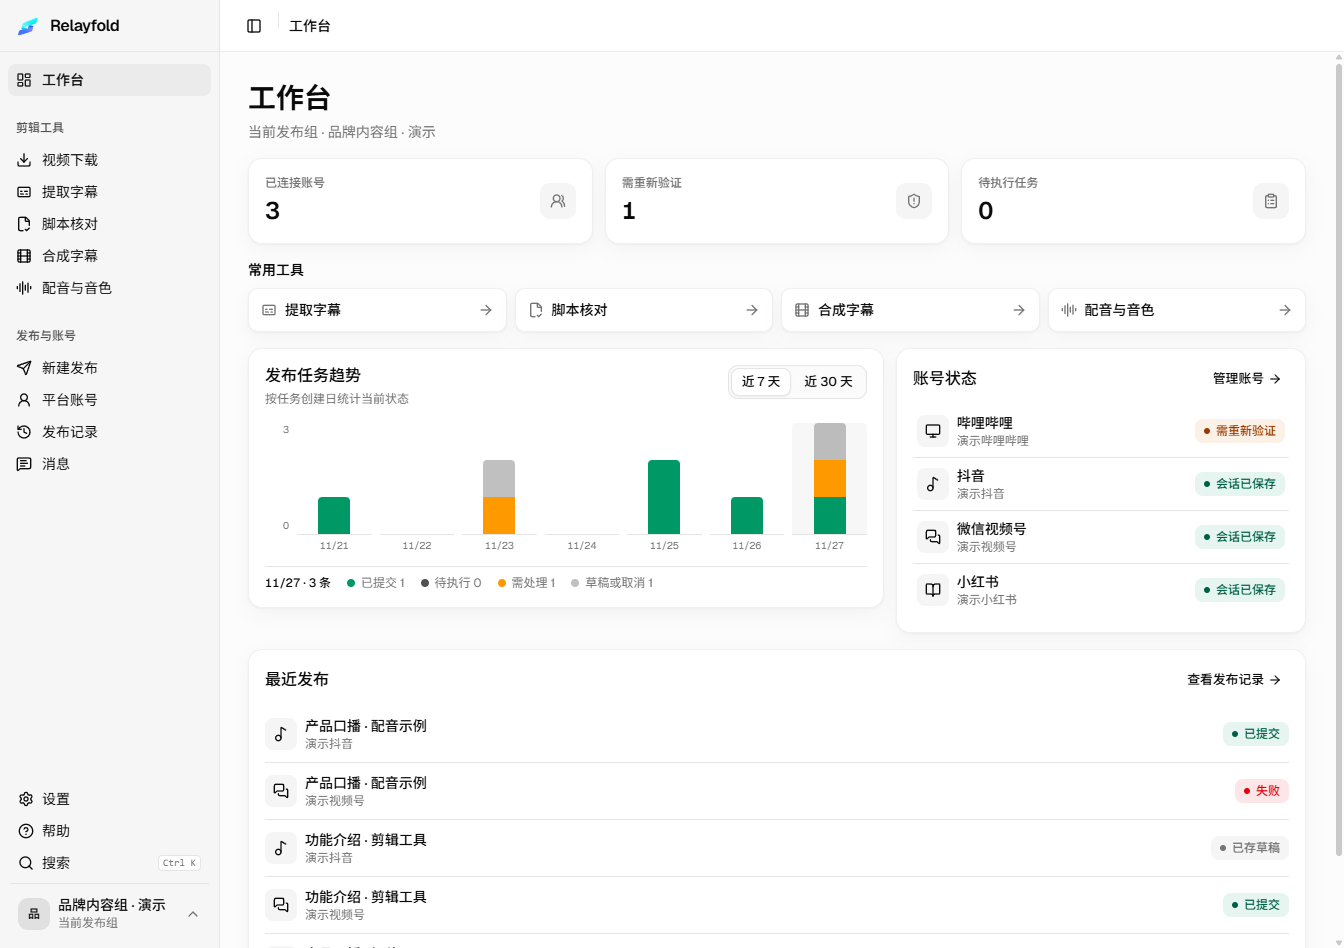 Relayfold
工作台
剪辑工具
视频下载
提取字幕
脚本核对
合成字幕
配音与音色
发布与账号
新建发布
平台账号
发布记录
消息
设置
帮助
搜索 Ctrl K
品 品牌内容组 · 演示
当前发布组
工作台
工作台
当前发布组 · 品牌内容组 · 演示
已连接账号
3
需重新验证
1
待执行任务
0
常用工具
提取字幕
脚本核对
合成字幕
配音与音色
发布任务趋势
按任务创建日统计当前状态
近 7 天 近 30 天
3
0
11/21 11/22 11/23 11/24 11/25 11/26 11/27
11/27 · 3 条 已提交 1 待执行 0 需处理 1 草稿或取消 1
账号状态 管理账号
哔哩哔哩
演示哔哩哔哩
需重新验证
抖音
演示抖音
会话已保存
微信视频号
演示视频号
会话已保存
小红书
演示小红书
会话已保存
最近发布 查看发布记录
产品口播 · 配音示例
演示抖音
已提交
产品口播 · 配音示例
演示视频号
失败
功能介绍 · 剪辑工具
演示抖音
已存草稿
功能介绍 · 剪辑工具
演示视频号
已提交